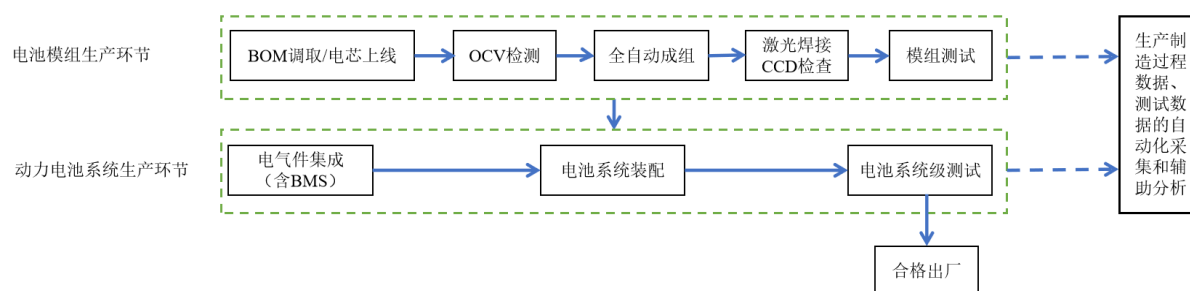 电池模组生产环节
BOM调取/电芯上线
OCV检测
全自动成组
激光焊接
CCD检查
模组测试
动力电池系统生产环节
电气件集成
（含BMS）
电池系统装配
电池系统级测试
合格出厂
生产制
造过程
数据、
测试数
据的自
动化采
集和辅
助分析